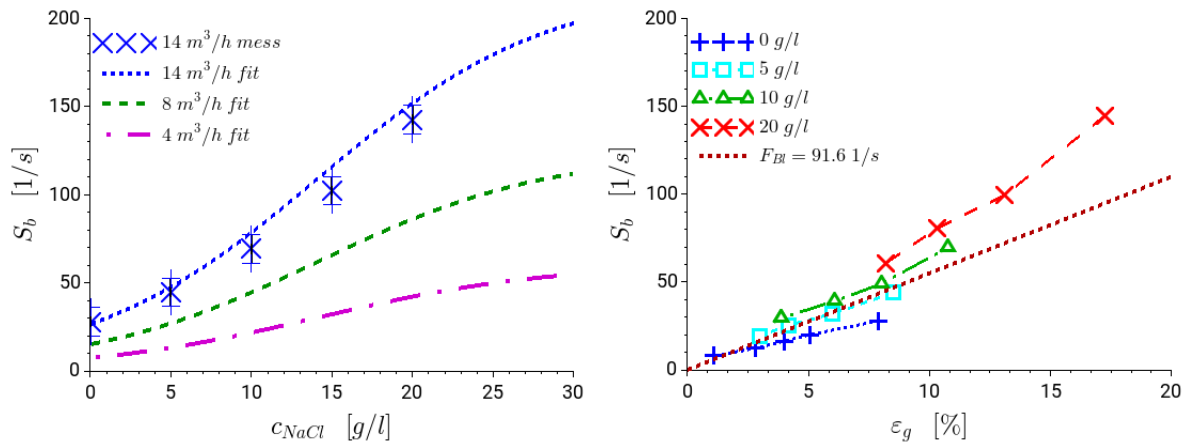 200
150
100
50
0
S_b [1/s]
14 m³/h mess
14 m³/h fit
8 m³/h fit
4 m³/h fit
0 5 10 15 20 25 30
c_NaCl [g/l]
200
150
100
50
0
S_b [1/s]
0 g/l
5 g/l
10 g/l
20 g/l
F_Bl = 91.6 1/s
0 5 10 15 20
ε_g [%]